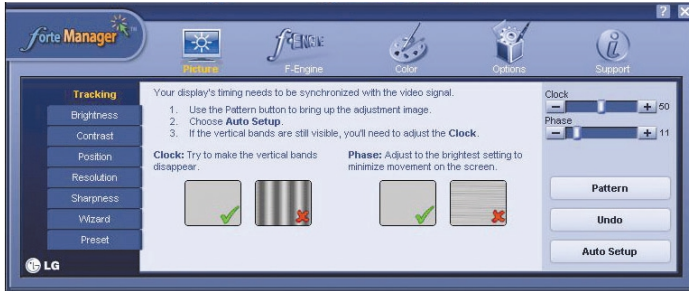 ? X
forte Manager™
Picture
F-ENGINE
F-Engine
Color
Options
Support
Tracking
Brightness
Contrast
Position
Resolution
Sharpness
Wizard
Preset
LG
Your display's timing needs to be synchronized with the video signal.
1. Use the Pattern button to bring up the adjustment image.
2. Choose Auto Setup.
3. If the vertical bands are still visible, you'll need to adjust the Clock.
Clock: Try to make the vertical bands
disappear.
Phase: Adjust to the brightest setting to
minimize movement on the screen.
Clock
− + 50
Phase
− + 11
Pattern
Undo
Auto Setup